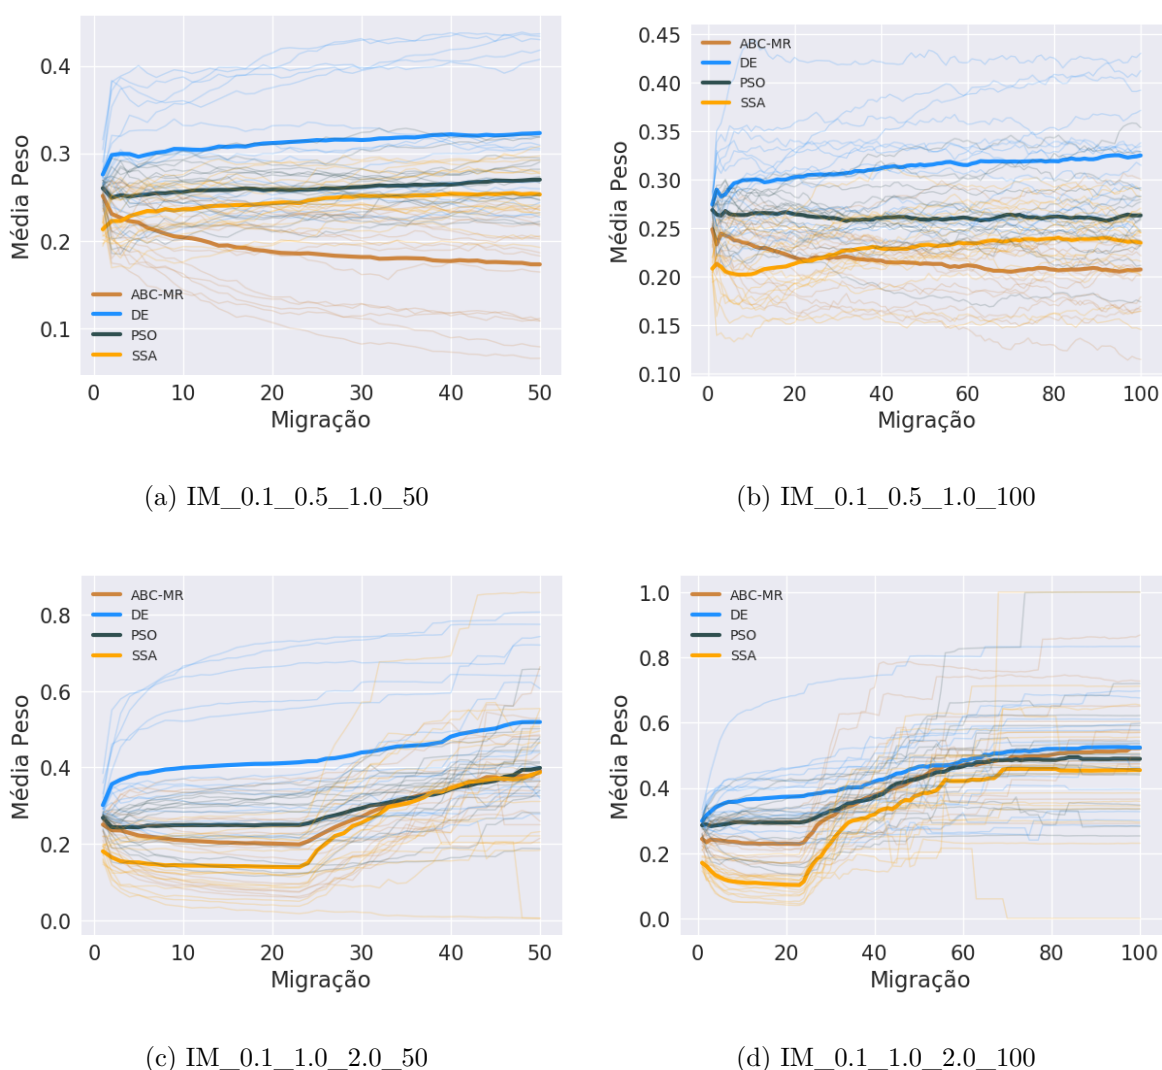 0.4
0.3
0.2
0.1
Média Peso
ABC-MR
DE
PSO
SSA
0 10 20 30 40 50
Migração
(a) IM_0.1_0.5_1.0_50
0.45
0.40
0.35
0.30
0.25
0.20
0.15
0.10
Média Peso
ABC-MR
DE
PSO
SSA
0 20 40 60 80 100
Migração
(b) IM_0.1_0.5_1.0_100
0.8
0.6
0.4
0.2
0.0
Média Peso
ABC-MR
DE
PSO
SSA
0 10 20 30 40 50
Migração
(c) IM_0.1_1.0_2.0_50
1.0
0.8
0.6
0.4
0.2
0.0
Média Peso
ABC-MR
DE
PSO
SSA
0 20 40 60 80 100
Migração
(d) IM_0.1_1.0_2.0_100